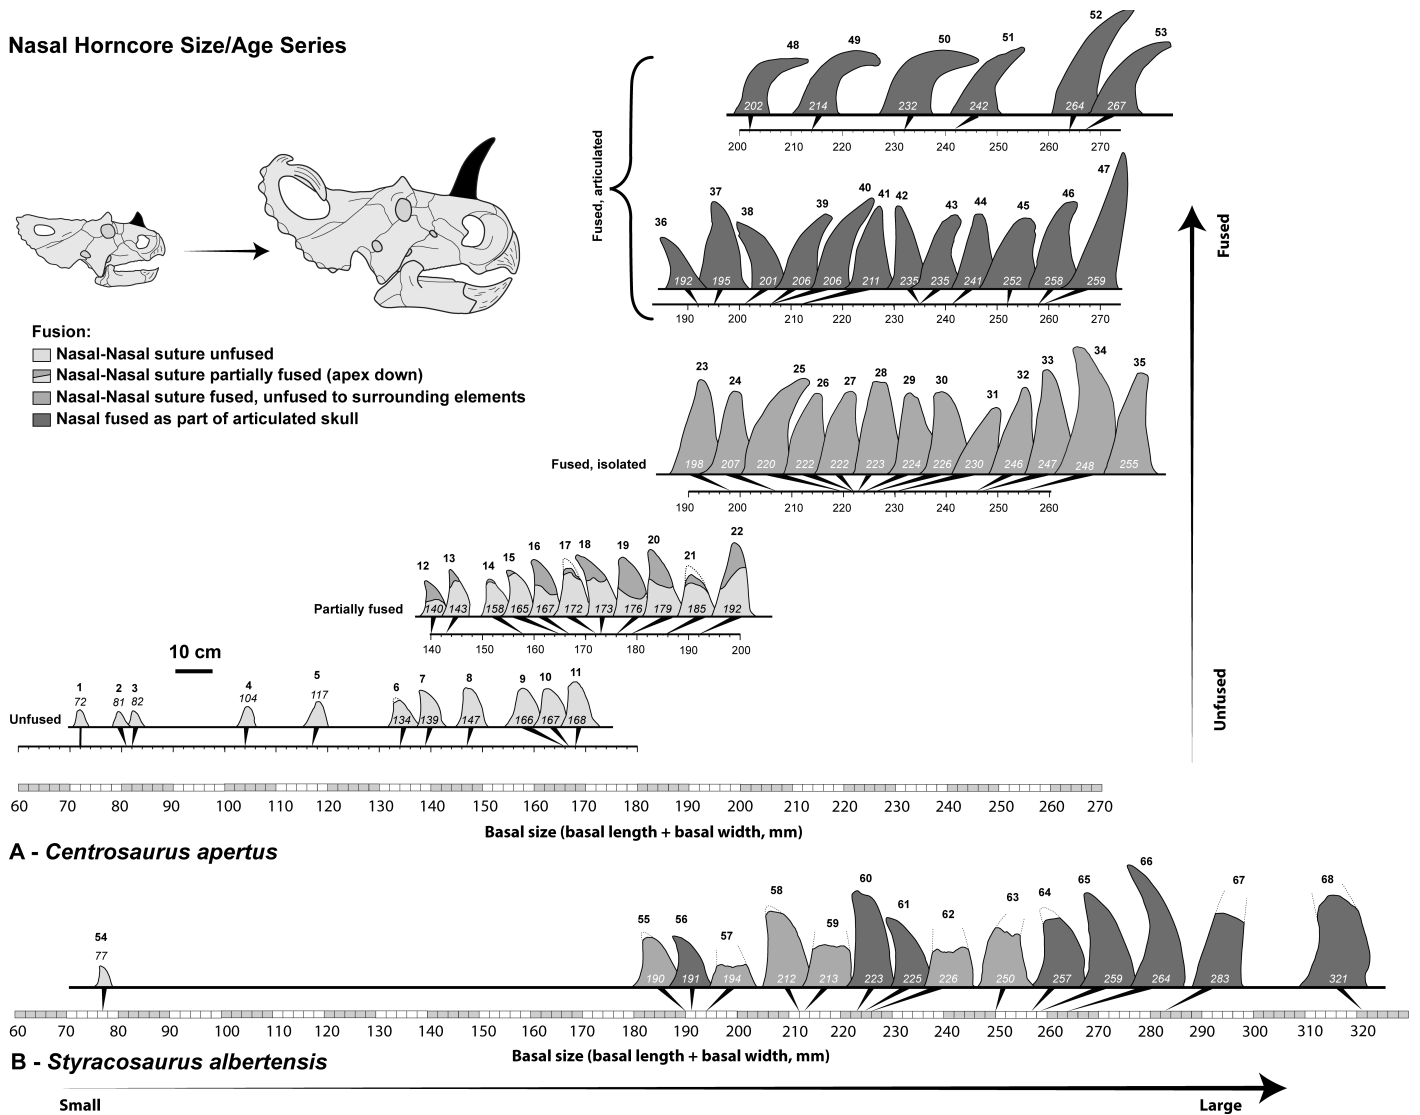 Nasal Horncore Size/Age Series
Fusion:
Nasal-Nasal suture unfused
Nasal-Nasal suture partially fused (apex down)
Nasal-Nasal suture fused, unfused to surrounding elements
Nasal fused as part of articulated skull
Fused, articulated
48 49 50 51 52 53
202 214 232 242 264 267
200 210 220 230 240 250 260 270
36 37 38 39 40 41 42 43 44 45 46 47
192 195 201 206 206 211 235 235 241 252 258 259
190 200 210 220 230 240 250 260 270
Fused
Unfused
23 24 25 26 27 28 29 30 31 32 33 34 35
Fused, isolated
198 207 220 222 222 223 224 226 230 246 247 248 255
190 200 210 220 230 240 250 260
12 13 14 15 16 17 18 19 20 21 22
Partially fused
140 143 158 165 167 172 173 176 179 185 192
140 150 160 170 180 190 200
10 cm
1 2 3 4 5 6 7 8 9 10 11
Unfused
72 81 82 104 117 134 139 147 166 167 168
60 70 80 90 100 110 120 130 140 150 160 170 180 190 200 210 220 230 240 250 260 270
Basal size (basal length + basal width, mm)
A - Centrosaurus apertus
54 55 56 57 58 59 60 61 62 63 64 65 66 67 68
77 190 191 194 212 213 223 225 226 250 257 259 264 283 321
60 70 80 90 100 110 120 130 140 150 160 170 180 190 200 210 220 230 240 250 260 270 280 290 300 310 320
Basal size (basal length + basal width, mm)
B - Styracosaurus albertensis
Small
Large